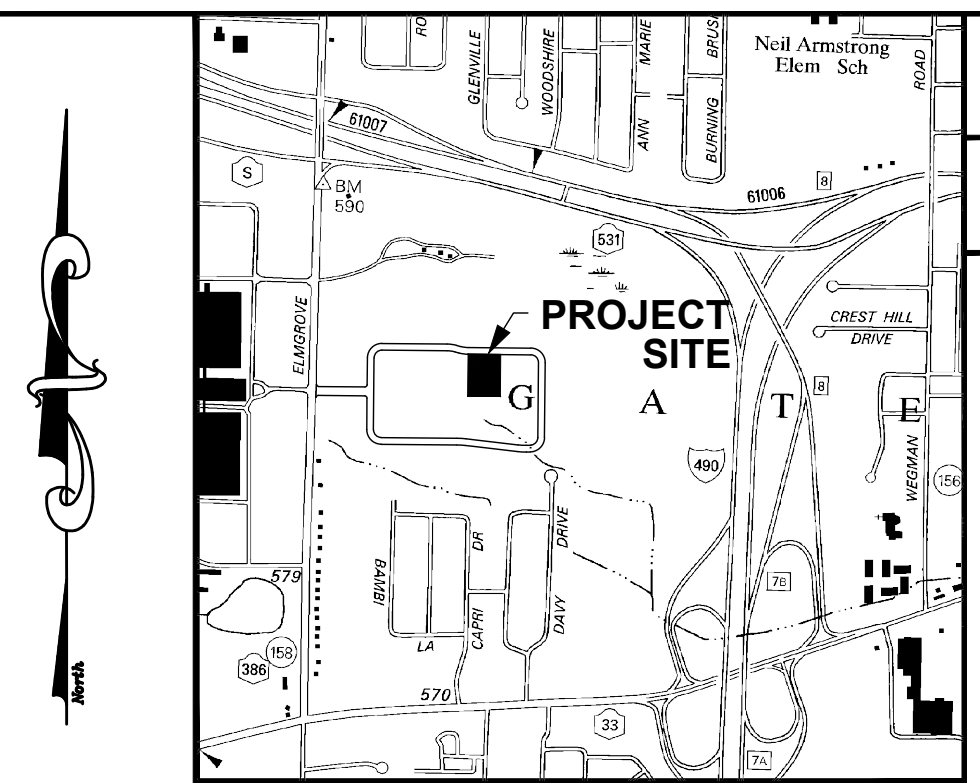 RO
GLENVILLE
WOODSHIRE
MARIE
ANN
BRUSH
BURNING
Neil Armstrong
Elem Sch
ROAD
61007
S
BM
590
61006
8
531
PROJECT
SITE
ELMGROVE
CREST HILL
DRIVE
8
G A T E
490
WEGMAN
156
DR
DRIVE
BAMBI
579
7B
CAPRI
DAVY
LA
158
386
570
33
7A
North